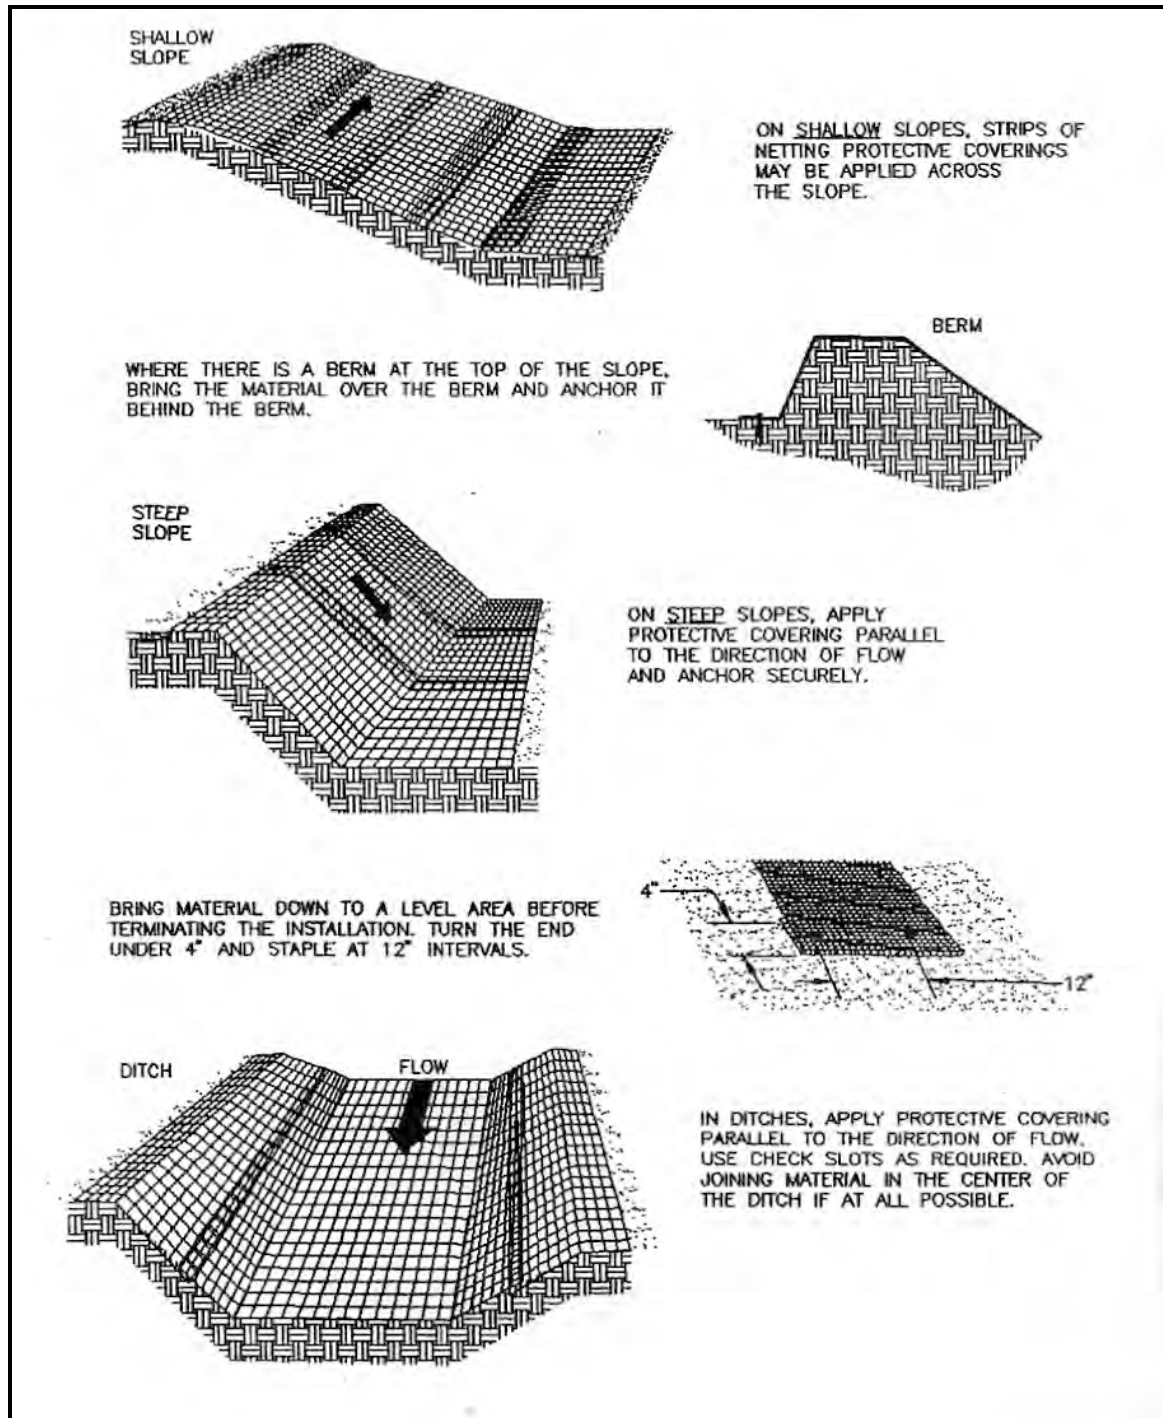 SHALLOW
SLOPE
ON SHALLOW SLOPES, STRIPS OF
NETTING PROTECTIVE COVERINGS
MAY BE APPLIED ACROSS
THE SLOPE.
BERM
WHERE THERE IS A BERM AT THE TOP OF THE SLOPE,
BRING THE MATERIAL OVER THE BERM AND ANCHOR IT
BEHIND THE BERM.
STEEP
SLOPE
ON STEEP SLOPES, APPLY
PROTECTIVE COVERING PARALLEL
TO THE DIRECTION OF FLOW
AND ANCHOR SECURELY.
4"
BRING MATERIAL DOWN TO A LEVEL AREA BEFORE
TERMINATING THE INSTALLATION. TURN THE END
UNDER 4" AND STAPLE AT 12" INTERVALS.
12"
DITCH
FLOW
IN DITCHES, APPLY PROTECTIVE COVERING
PARALLEL TO THE DIRECTION OF FLOW.
USE CHECK SLOTS AS REQUIRED. AVOID
JOINING MATERIAL IN THE CENTER OF
THE DITCH IF AT ALL POSSIBLE.